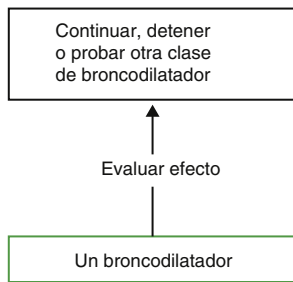 Continuar, detener
o probar otra clase
de broncodilatador
Evaluar efecto
Un broncodilatador